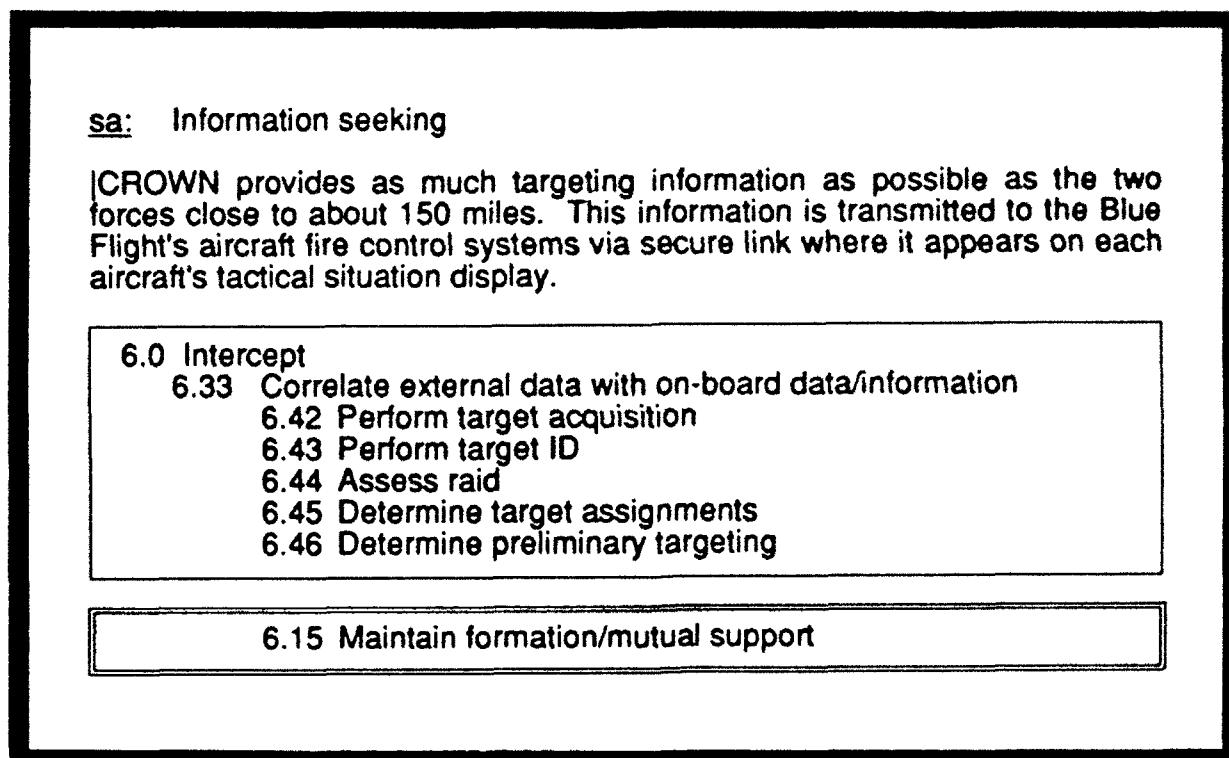 sa: Information seeking
|CROWN provides as much targeting information as possible as the two
forces close to about 150 miles. This information is transmitted to the Blue
Flight's aircraft fire control systems via secure link where it appears on each
aircraft's tactical situation display.
6.0 Intercept
6.33 Correlate external data with on-board data/information
6.42 Perform target acquisition
6.43 Perform target ID
6.44 Assess raid
6.45 Determine target assignments
6.46 Determine preliminary targeting
6.15 Maintain formation/mutual support